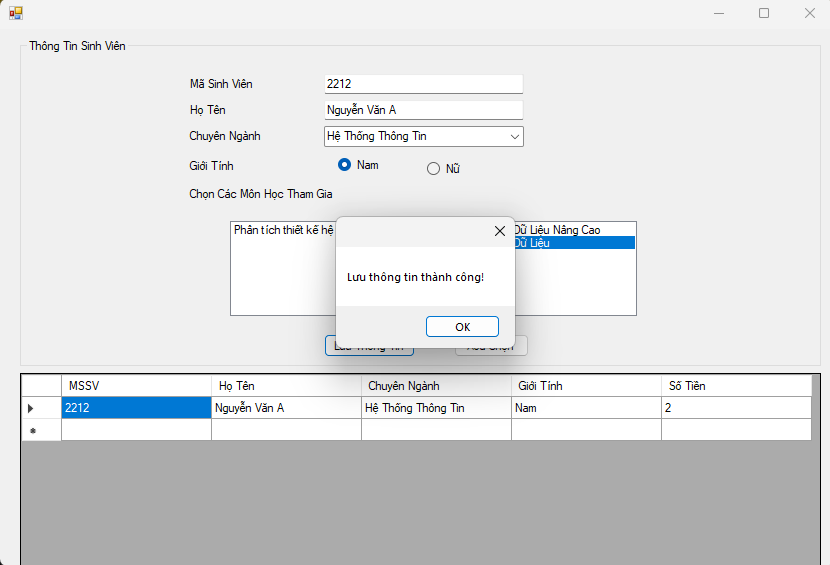 Thông Tin Sinh Viên
Mã Sinh Viên 2212
Họ Tên Nguyễn Văn A
Chuyên Ngành Hệ Thống Thông Tin
Giới Tính Nam Nữ
Chọn Các Môn Học Tham Gia
Phân tích thiết kế hệ Dữ Liệu Nâng Cao
Dữ Liệu
Lưu thông tin thành công!
OK
Lưu Thông Tin
MSSV Họ Tên Chuyên Ngành Giới Tính Số Tiền
2212 Nguyễn Văn A Hệ Thống Thông Tin Nam 2